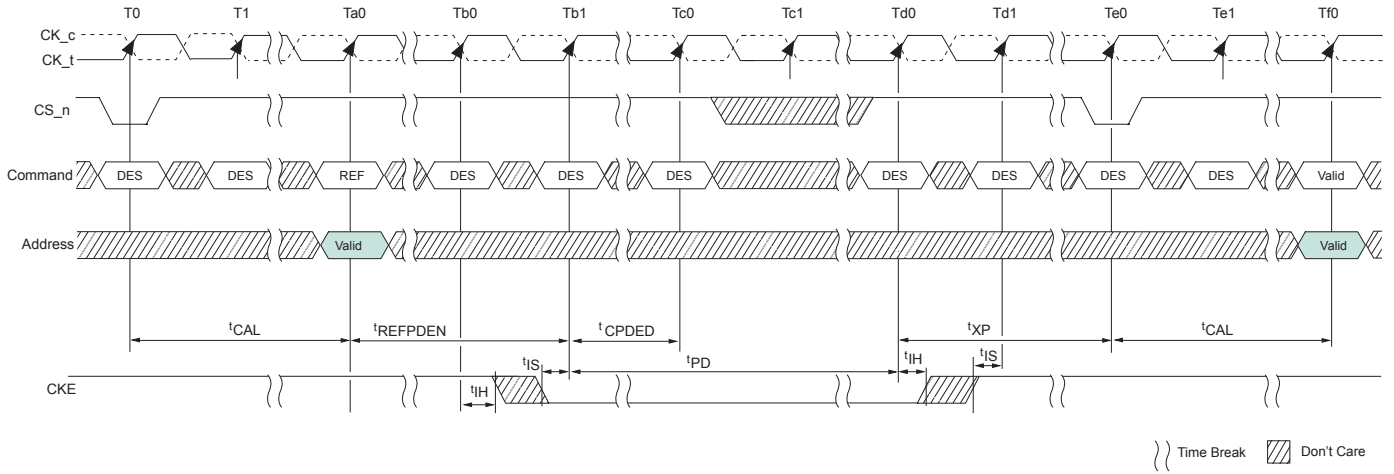 T0 T1 Ta0 Tb0 Tb1 Tc0 Tc1 Td0 Td1 Te0 Te1 Tf0
CK_c
CK_t
CS_n
Command DES DES REF DES DES DES DES DES DES DES Valid
Address Valid Valid
tCAL tREFPDEN tCPDED tXP tCAL
tIS tPD tIH tIS
CKE tIH
Time Break Don't Care